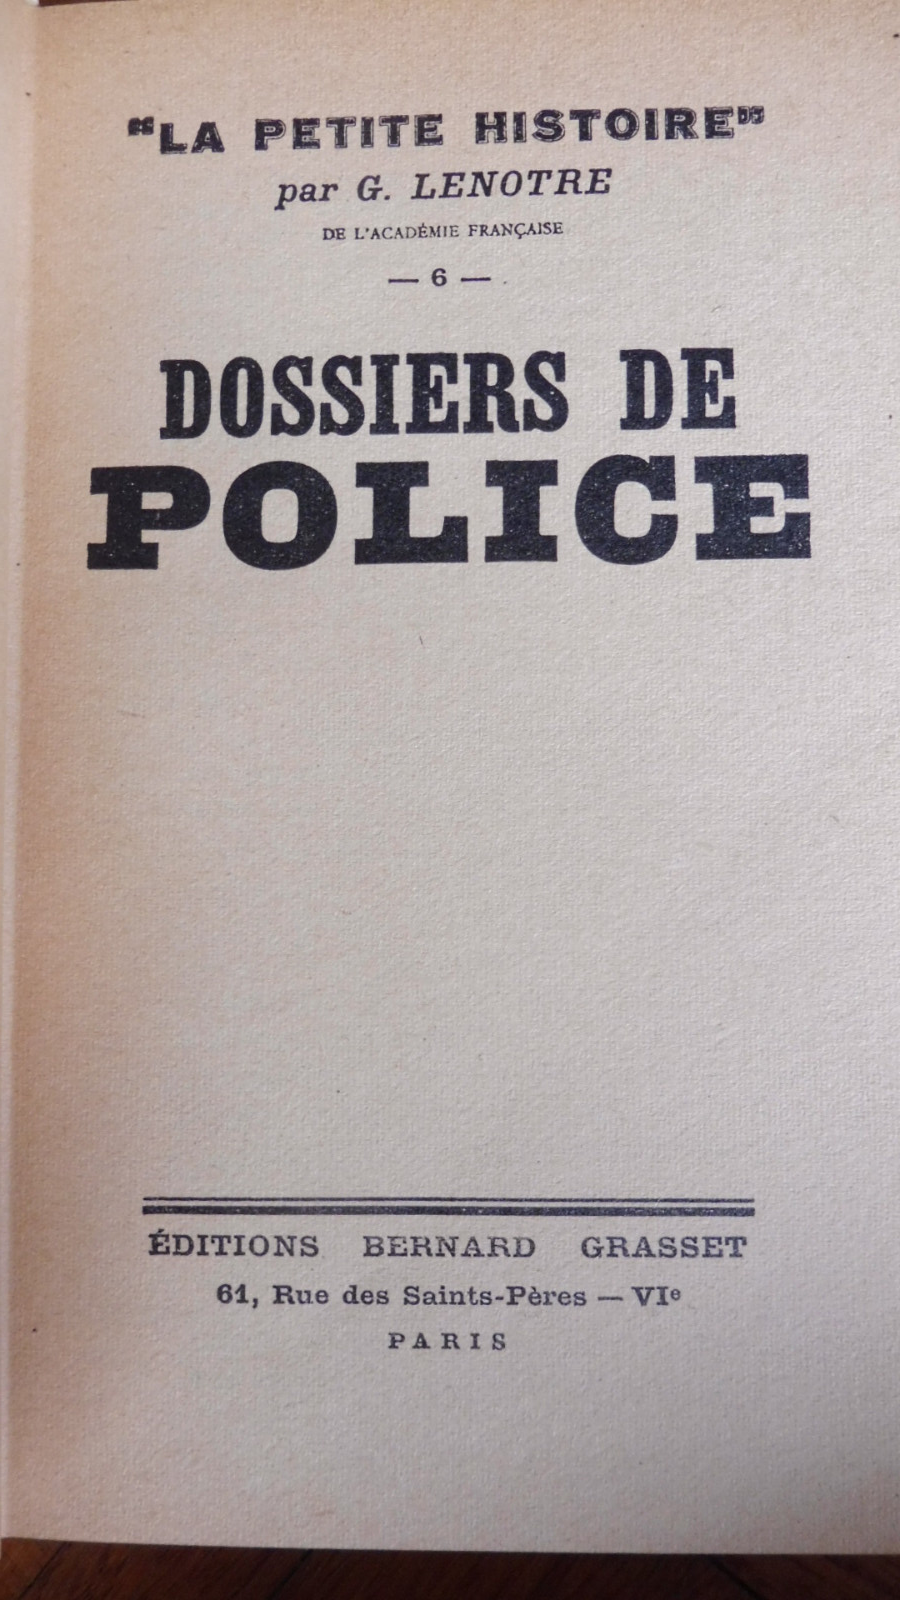 “LA PETITE HISTOIRE”
par G. LENOTRE
DE L'ACADÉMIE FRANÇAISE
— 6 —
DOSSIERS DE
POLICE
ÉDITIONS BERNARD GRASSET
61, Rue des Saints-Pères — VIe
PARIS